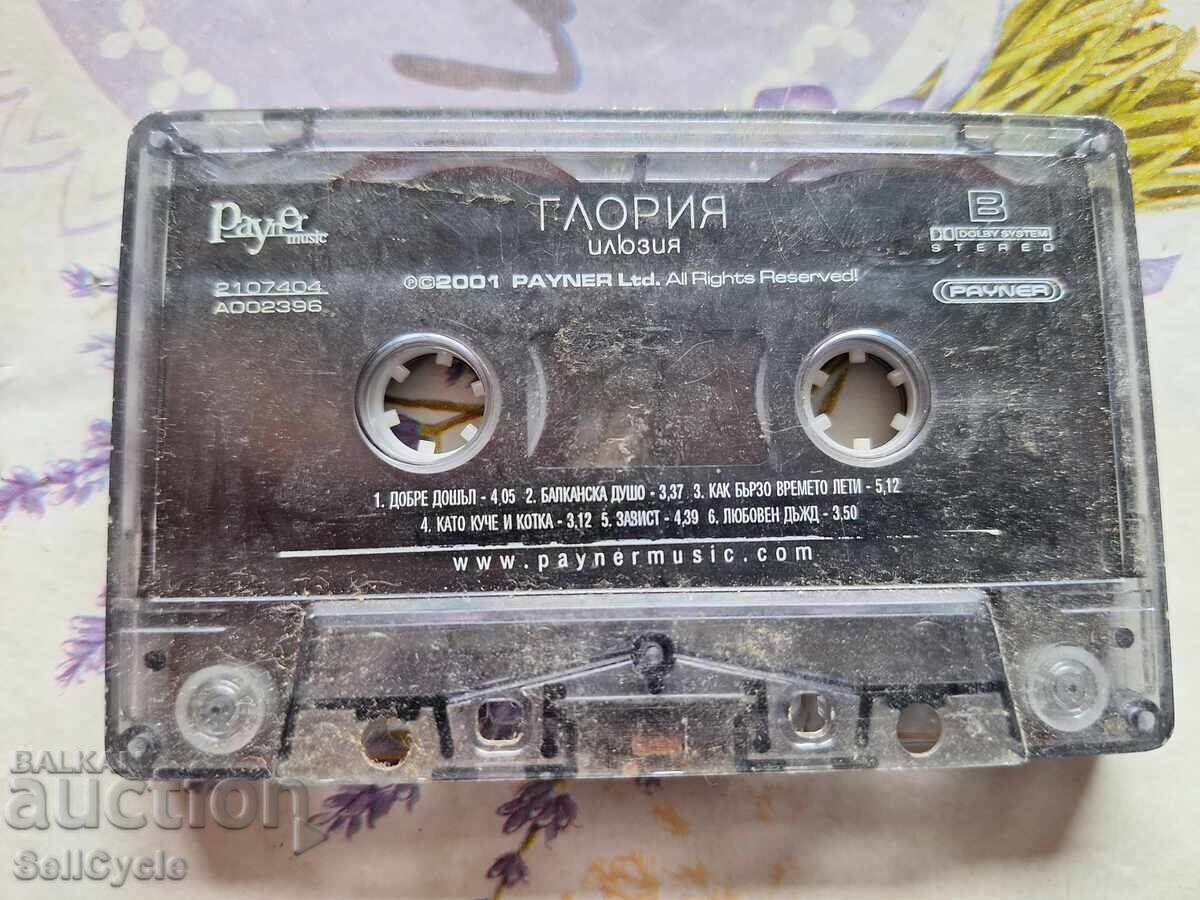 Payner
music
ГЛОРИЯ
илюзия
B
DOLBY SYSTEM
STEREO
2107404
A002396
℗©2001 PAYNER Ltd. All Rights Reserved!
PAYNER
1. ДОБРЕ ДОШЪЛ - 4,05 2. БАЛКАНСКА ДУШО - 3,37 3. КАК БЪРЗО ВРЕМЕТО ЛЕТИ - 5,12
4. КАТО КУЧЕ И КОТКА - 3,12 5. ЗАВИСТ - 4,39 6. ЛЮБОВЕН ДЪЖД - 3,50
www.paynermusic.com
BALKAN
auction
SellCycle